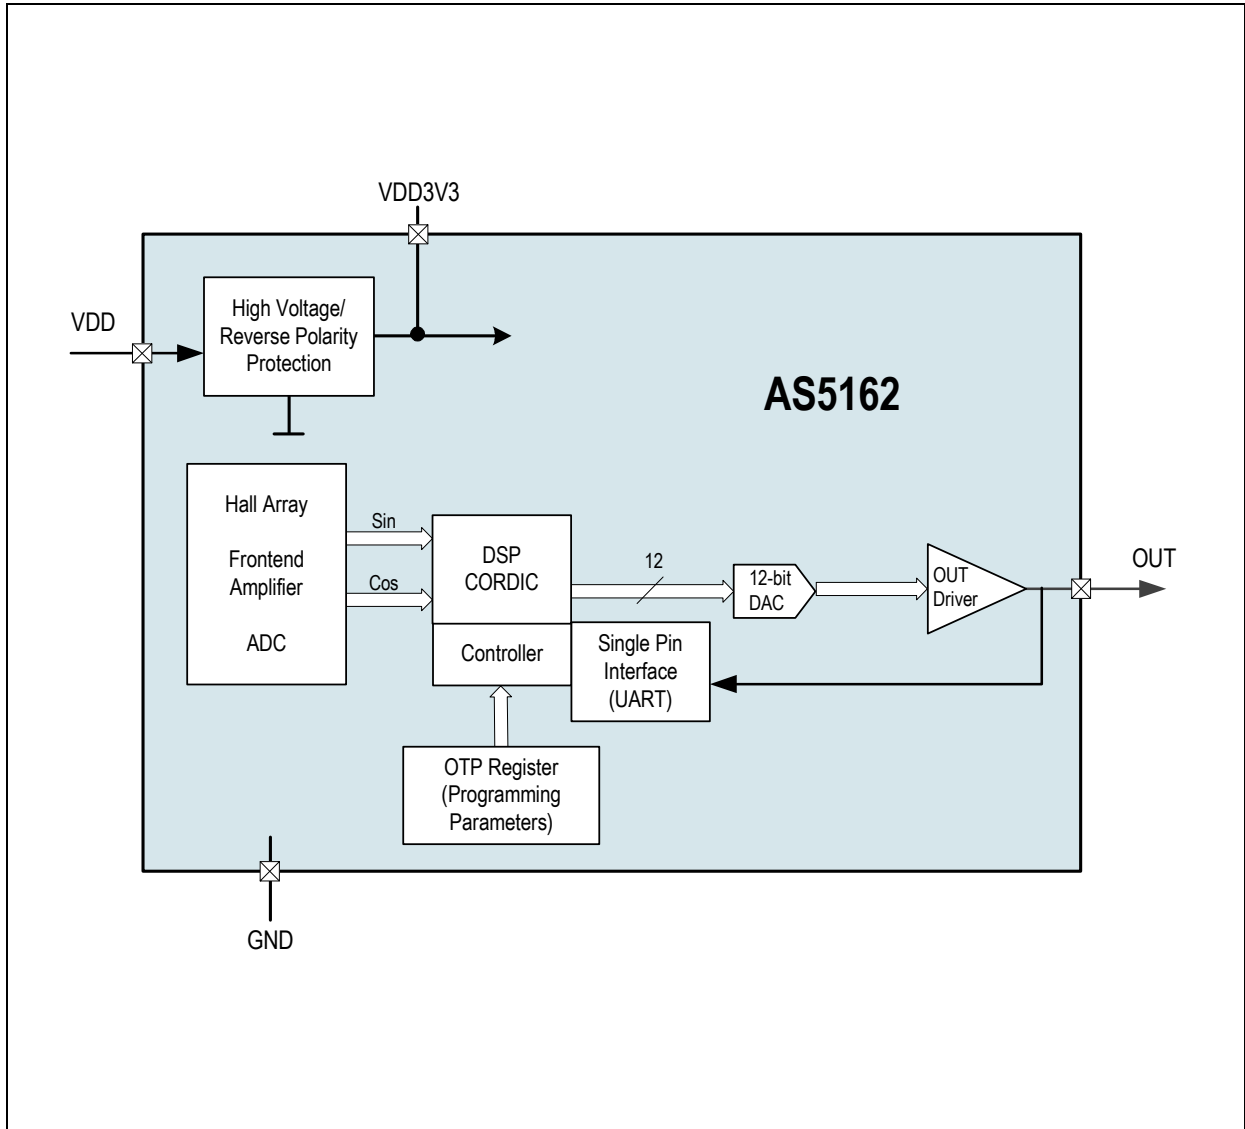 VDD3V3
VDD
High Voltage/
Reverse Polarity
Protection
AS5162
Hall Array
Frontend
Amplifier
ADC
Sin
Cos
DSP
CORDIC
Controller
12
12-bit
DAC
OUT
Driver
OUT
Single Pin
Interface
(UART)
OTP Register
(Programming
Parameters)
GND